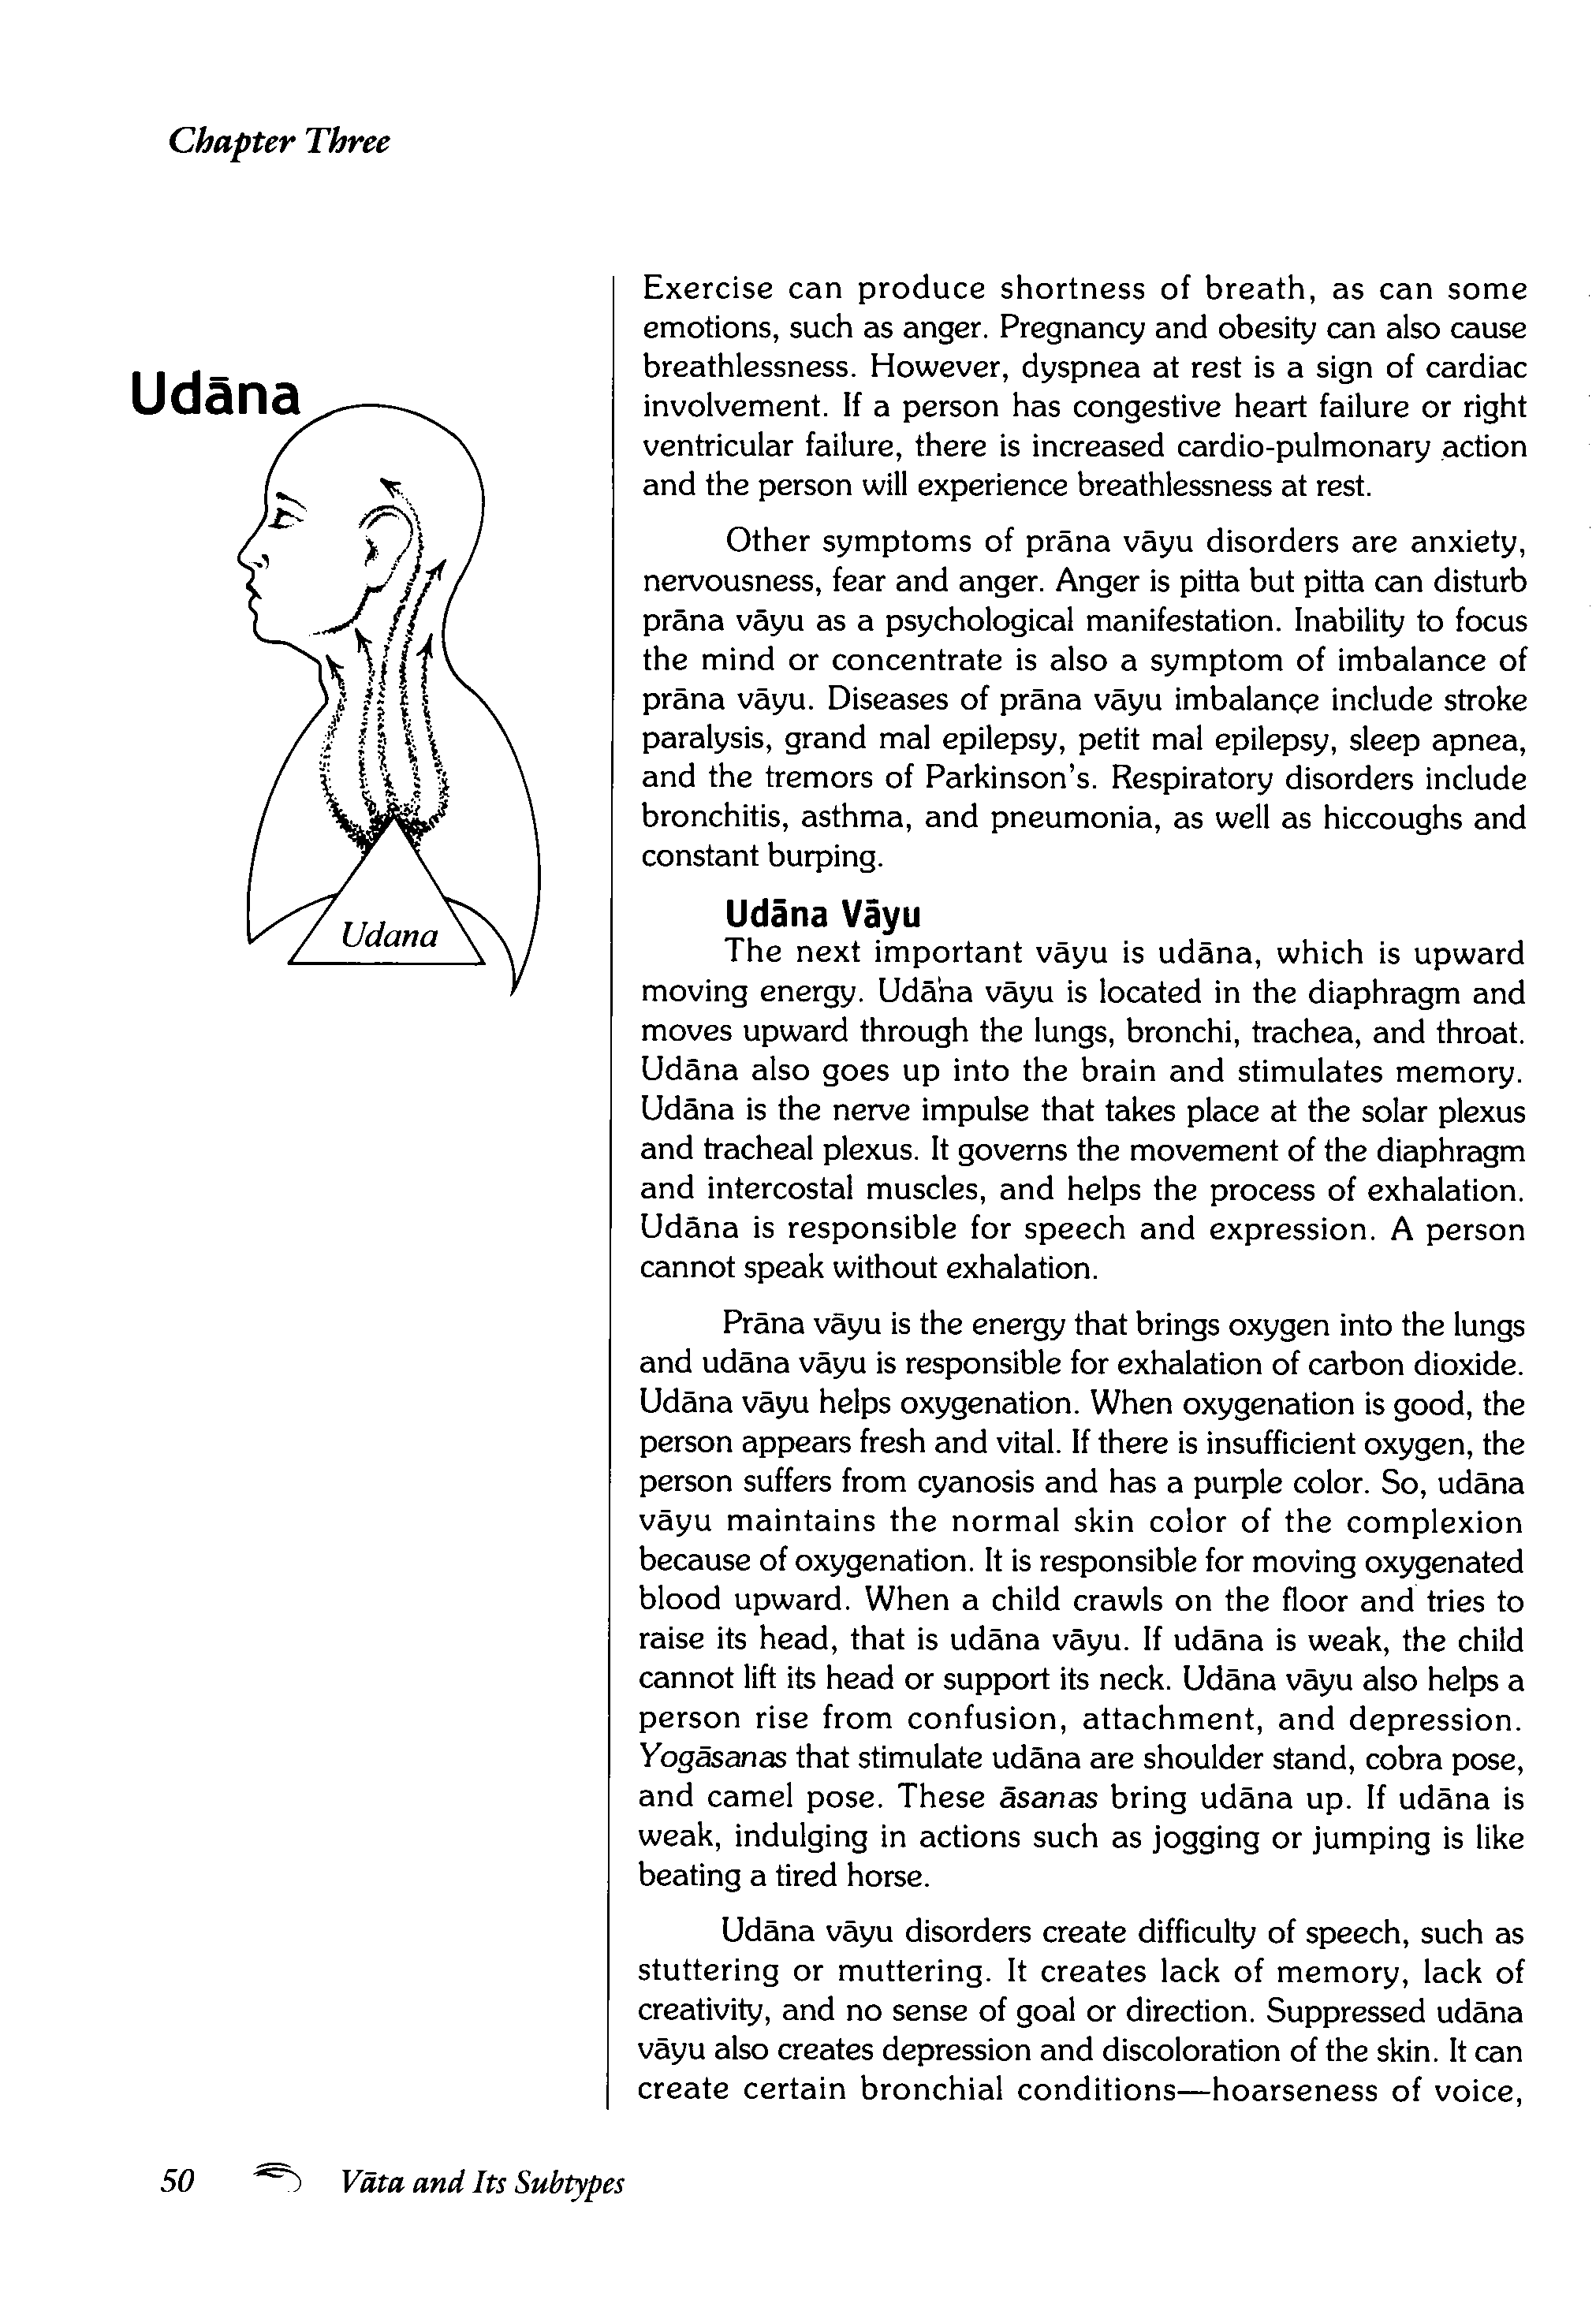 Chapter Three
Udāna
Udana
Exercise can produce shortness of breath, as can some
emotions, such as anger. Pregnancy and obesity can also cause
breathlessness. However, dyspnea at rest is a sign of cardiac
involvement. If a person has congestive heart failure or right
ventricular failure, there is increased cardio-pulmonary action
and the person will experience breathlessness at rest.
Other symptoms of prāna vāyu disorders are anxiety,
nervousness, fear and anger. Anger is pitta but pitta can disturb
prāna vāyu as a psychological manifestation. Inability to focus
the mind or concentrate is also a symptom of imbalance of
prāna vāyu. Diseases of prāna vāyu imbalance include stroke
paralysis, grand mal epilepsy, petit mal epilepsy, sleep apnea,
and the tremors of Parkinson's. Respiratory disorders include
bronchitis, asthma, and pneumonia, as well as hiccoughs and
constant burping.
Udāna Vāyu
The next important vāyu is udāna, which is upward
moving energy. Udāna vāyu is located in the diaphragm and
moves upward through the lungs, bronchi, trachea, and throat.
Udāna also goes up into the brain and stimulates memory.
Udāna is the nerve impulse that takes place at the solar plexus
and tracheal plexus. It governs the movement of the diaphragm
and intercostal muscles, and helps the process of exhalation.
Udāna is responsible for speech and expression. A person
cannot speak without exhalation.
Prāna vāyu is the energy that brings oxygen into the lungs
and udāna vāyu is responsible for exhalation of carbon dioxide.
Udāna vāyu helps oxygenation. When oxygenation is good, the
person appears fresh and vital. If there is insufficient oxygen, the
person suffers from cyanosis and has a purple color. So, udāna
vāyu maintains the normal skin color of the complexion
because of oxygenation. It is responsible for moving oxygenated
blood upward. When a child crawls on the floor and tries to
raise its head, that is udāna vāyu. If udāna is weak, the child
cannot lift its head or support its neck. Udāna vāyu also helps a
person rise from confusion, attachment, and depression.
Yogāsanas that stimulate udāna are shoulder stand, cobra pose,
and camel pose. These āsanas bring udāna up. If udāna is
weak, indulging in actions such as jogging or jumping is like
beating a tired horse.
Udāna vāyu disorders create difficulty of speech, such as
stuttering or muttering. It creates lack of memory, lack of
creativity, and no sense of goal or direction. Suppressed udāna
vāyu also creates depression and discoloration of the skin. It can
create certain bronchial conditions—hoarseness of voice,
50 Vāta and Its Subtypes